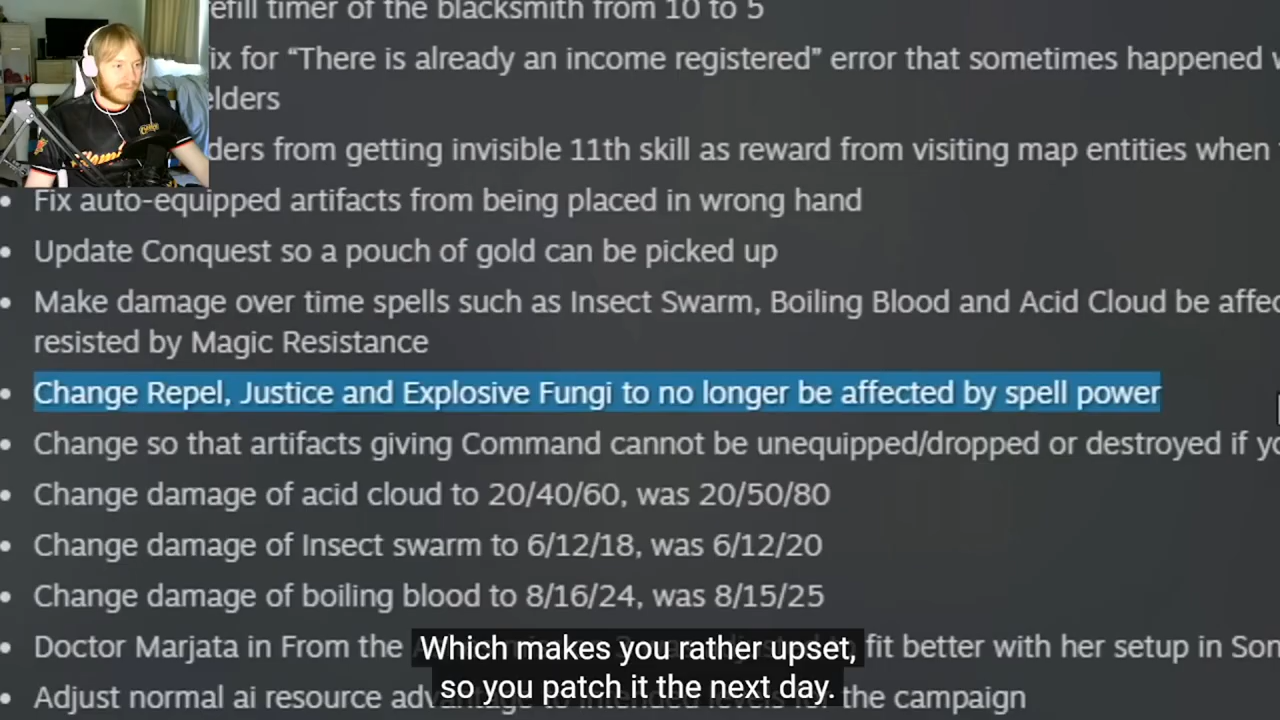 efill timer of the blacksmith from 10 to 5
ix for “There is already an income registered” error that sometimes happened
elders
ders from getting invisible 11th skill as reward from visiting map entities when
• Fix auto-equipped artifacts from being placed in wrong hand
• Update Conquest so a pouch of gold can be picked up
• Make damage over time spells such as Insect Swarm, Boiling Blood and Acid Cloud be affec
resisted by Magic Resistance
• Change Repel, Justice and Explosive Fungi to no longer be affected by spell power
• Change so that artifacts giving Command cannot be unequipped/dropped or destroyed if yo
• Change damage of acid cloud to 20/40/60, was 20/50/80
• Change damage of Insect swarm to 6/12/18, was 6/12/20
• Change damage of boiling blood to 8/16/24, was 8/15/25
• Doctor Marjata in From the fit better with her setup in Son
Which makes you rather upset,
so you patch it the next day.
• Adjust normal ai resource adv the campaign